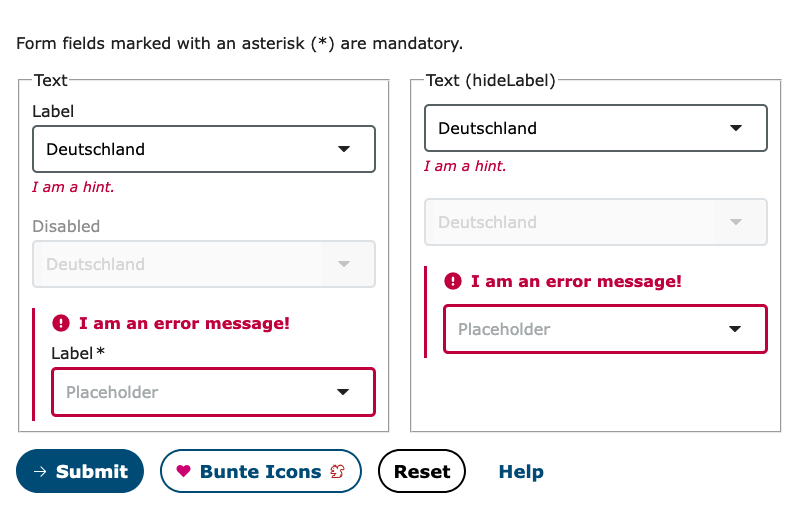 Form fields marked with an asterisk (*) are mandatory.
Text
Label
Deutschland
I am a hint.
Disabled
Deutschland
I am an error message!
Label*
Placeholder
Text (hideLabel)
Deutschland
I am a hint.
Deutschland
I am an error message!
Placeholder
Submit
Bunte Icons
Reset
Help